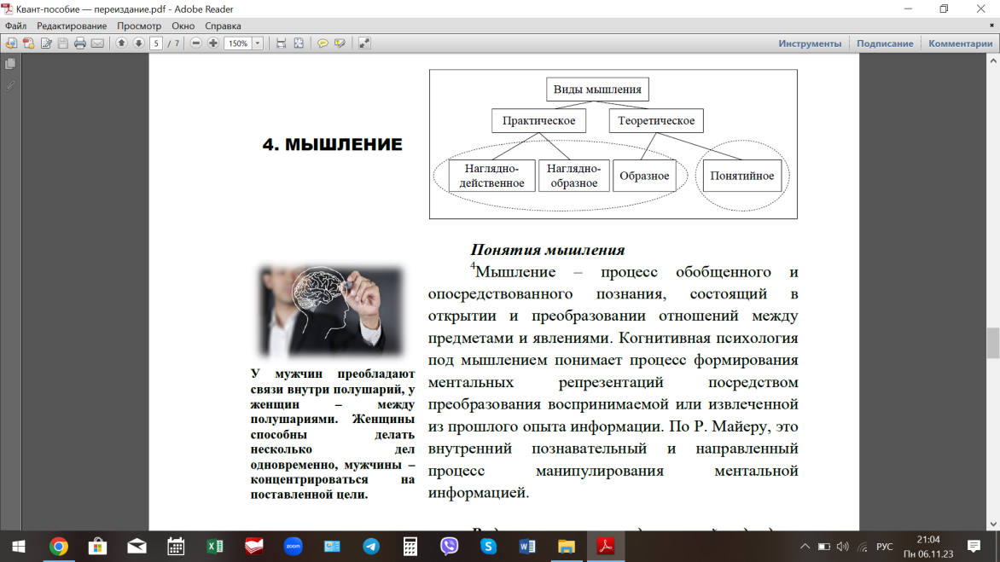 Квант-пособие — переиздание.pdf - Adobe Reader
Файл Редактирование Просмотр Окно Справка
5 / 7 150% Инструменты Подписание Комментарии
4. МЫШЛЕНИЕ
Виды мышления
Практическое Теоретическое
Наглядно-
действенное
Наглядно-
образное
Образное
Понятийное
У мужчин преобладают
связи внутри полушарий, у
женщин – между
полушариями. Женщины
способны делать
несколько дел
одновременно, мужчины –
концентрироваться на
поставленной цели.
Понятия мышления
4Мышление – процесс обобщенного и
опосредствованного познания, состоящий в
открытии и преобразовании отношений между
предметами и явлениями. Когнитивная психология
под мышлением понимает процесс формирования
ментальных репрезентаций посредством
преобразования воспринимаемой или извлеченной
из прошлого опыта информации. По Р. Майеру, это
внутренний познавательный и направленный
процесс манипулирования ментальной
информацией.
zoom
РУС
21:04
Пн 06.11.23